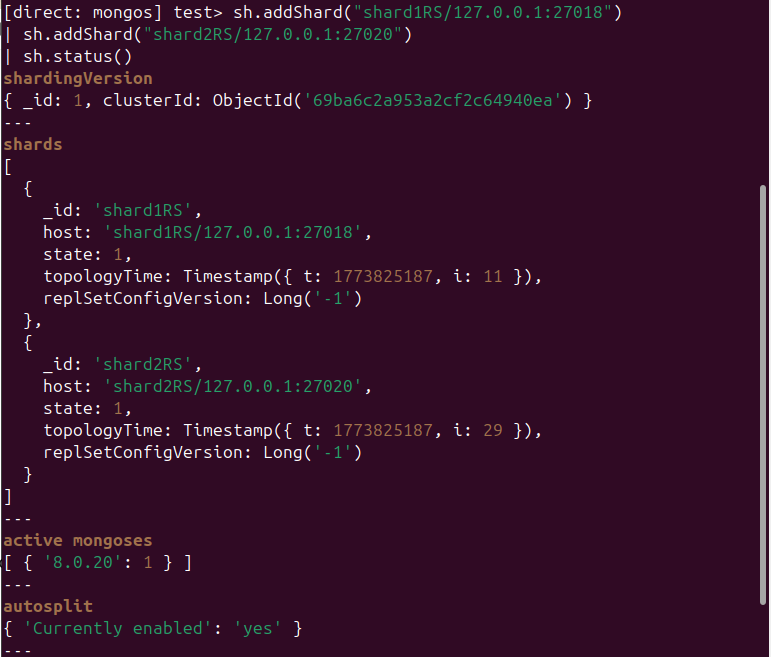 [direct: mongos] test> sh.addShard("shard1RS/127.0.0.1:27018")
| sh.addShard("shard2RS/127.0.0.1:27020")
| sh.status()
shardingVersion
{ _id: 1, clusterId: ObjectId('69ba6c2a953a2cf2c64940ea') }
---
shards
[
  {
    _id: 'shard1RS',
    host: 'shard1RS/127.0.0.1:27018',
    state: 1,
    topologyTime: Timestamp({ t: 1773825187, i: 11 }),
    replSetConfigVersion: Long('-1')
  },
  {
    _id: 'shard2RS',
    host: 'shard2RS/127.0.0.1:27020',
    state: 1,
    topologyTime: Timestamp({ t: 1773825187, i: 29 }),
    replSetConfigVersion: Long('-1')
  }
]
---
active mongoses
[ { '8.0.20': 1 } ]
---
autosplit
{ 'Currently enabled': 'yes' }
---